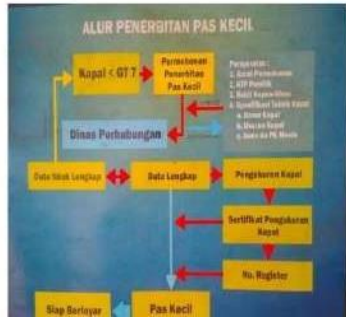 ALUR PENERBITAN PAS KECIL
Kapal < GT 7
Permohonan
Penerbitan
Pas Kecil
Persyaratan :
1. Surat Permohonan
2. KTP Pemilik
3. Bukti Kepemilikan
4. Spesifikasi Teknis Kapal
a. Ukuran Kapal
b. Mesin Kapal
c. Jenis dan PK Mesin
Dinas Perhubungan
Data tidak Lengkap
Data Lengkap
Pengukuran Kapal
Sertifikat Pengukuran
Kapal
No. Register
Siap Berlayar
Pas Kecil